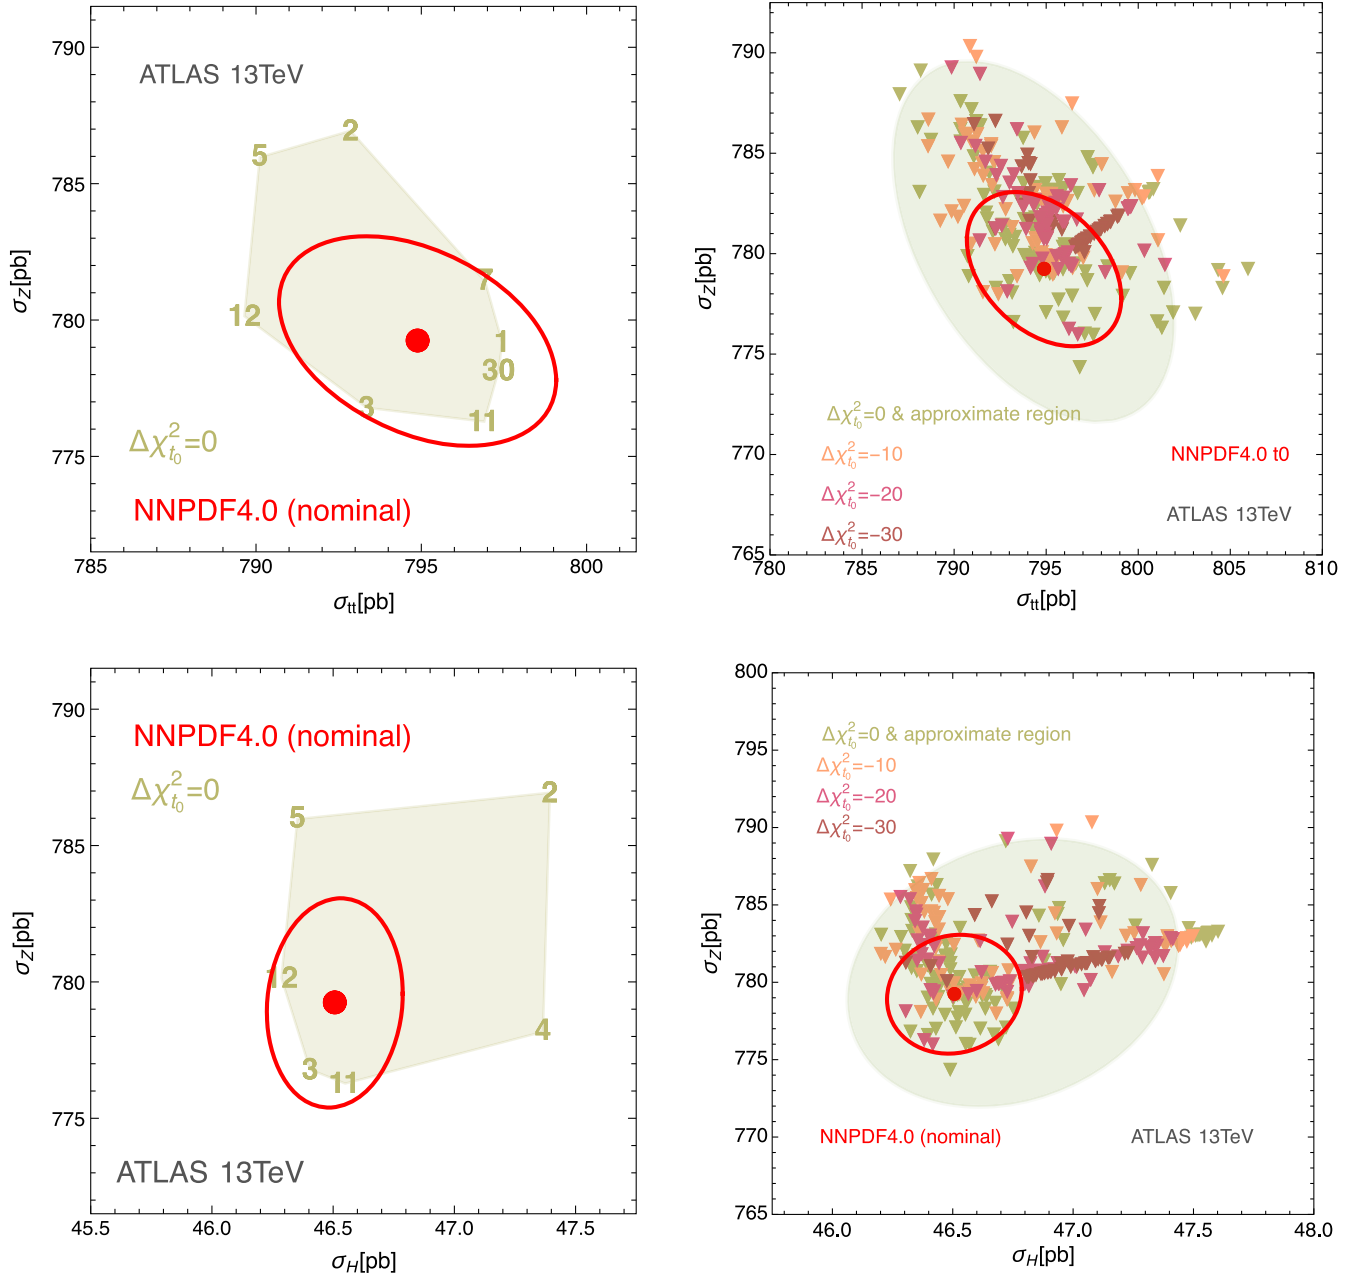 790
785
780
775
σZ[pb]
ATLAS 13TeV
2
5
7
12
1
30
3
11
Δχ²t₀=0
NNPDF4.0 (nominal)
785 790 795 800
σtt[pb]
790
785
780
775
770
765
σZ[pb]
Δχ²t₀=0 & approximate region
Δχ²t₀=−10
NNPDF4.0 t0
Δχ²t₀=−20
ATLAS 13TeV
Δχ²t₀=−30
780 785 790 795 800 805 810
σtt[pb]
790
785
780
775
σZ[pb]
NNPDF4.0 (nominal)
Δχ²t₀=0
2
5
12
4
3
11
ATLAS 13TeV
45.5 46.0 46.5 47.0 47.5
σH[pb]
800
795
790
785
780
775
770
765
σZ[pb]
Δχ²t₀=0 & approximate region
Δχ²t₀=−10
Δχ²t₀=−20
Δχ²t₀=−30
NNPDF4.0 (nominal) ATLAS 13TeV
46.0 46.5 47.0 47.5 48.0
σH[pb]